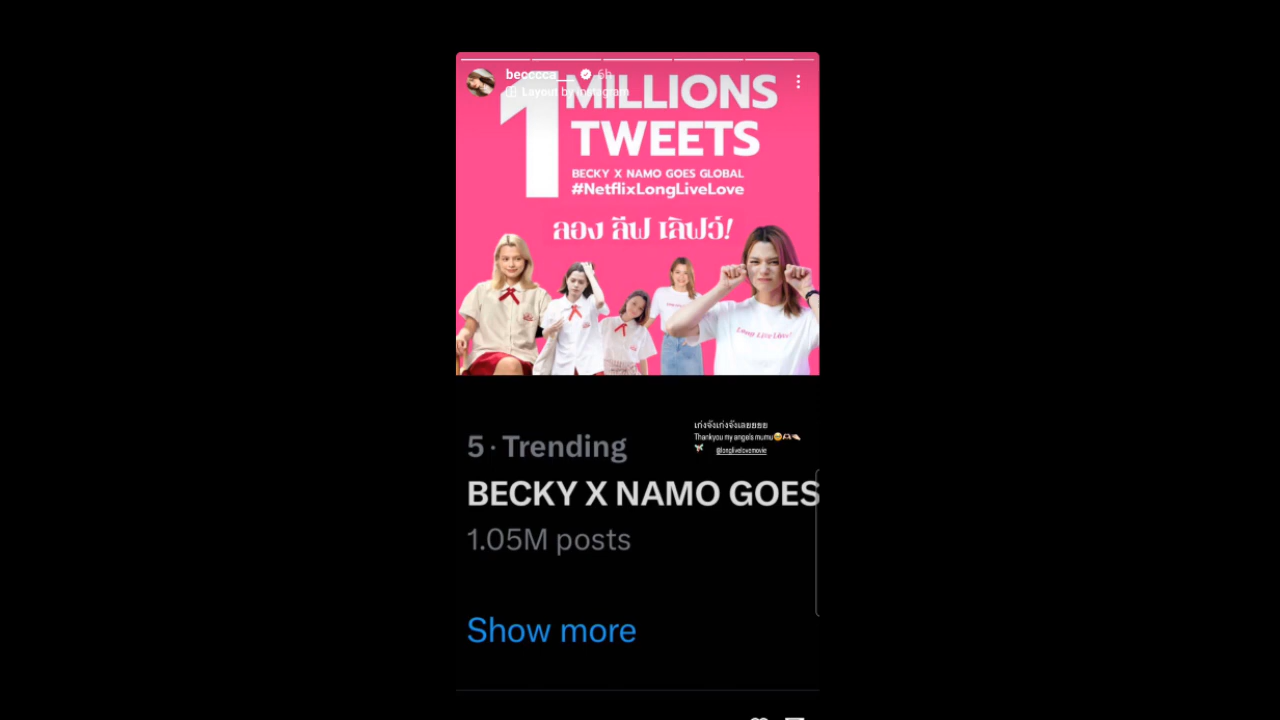 becccca__ 6h
Layout by Instagram
1 MILLIONS
TWEETS
BECKY X NAMO GOES GLOBAL
#NetflixLongLiveLove
ลอง ลีฟ เลิฟว์!
Long Live Love!
เก่งจังเก่งจังเลยยยย
Thankyou my angels mumu
@longlivelovemovie
5 · Trending
BECKY X NAMO GOES
1.05M posts
Show more